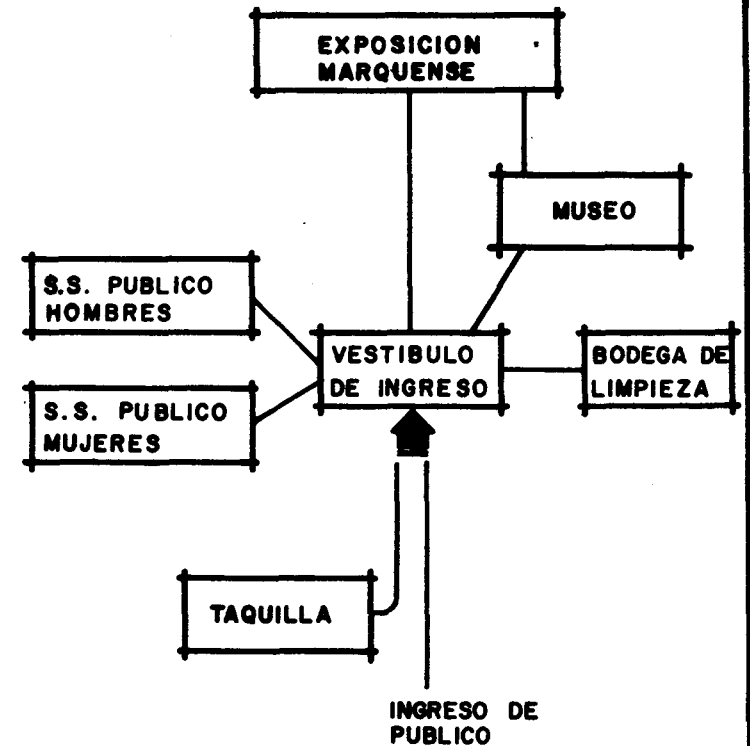 EXPOSICION
MARQUENSE
MUSEO
S.S. PUBLICO
HOMBRES
VESTIBULO
DE INGRESO
BODEGA DE
LIMPIEZA
S.S. PUBLICO
MUJERES
TAQUILLA
INGRESO DE
PUBLICO